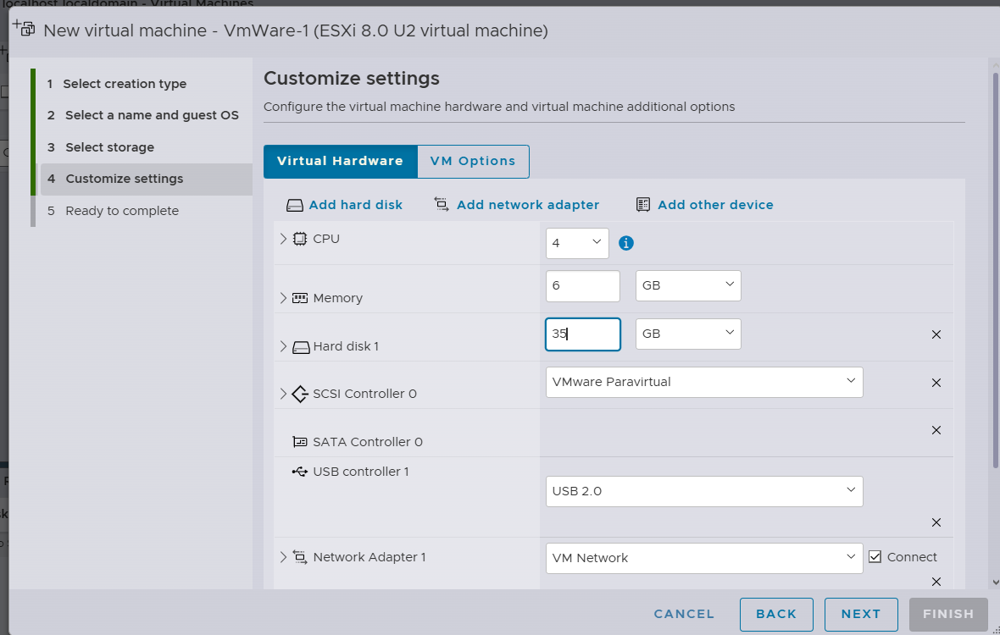 localhost.localdomain - Virtual Machines
New virtual machine - VmWare-1 (ESXi 8.0 U2 virtual machine)
1 Select creation type
2 Select a name and guest OS
3 Select storage
4 Customize settings
5 Ready to complete
Customize settings
Configure the virtual machine hardware and virtual machine additional options
Virtual Hardware
VM Options
Add hard disk
Add network adapter
Add other device
CPU
4
Memory
6
GB
Hard disk 1
35
GB
SCSI Controller 0
VMware Paravirtual
SATA Controller 0
USB controller 1
USB 2.0
Network Adapter 1
VM Network
Connect
CANCEL
BACK
NEXT
FINISH